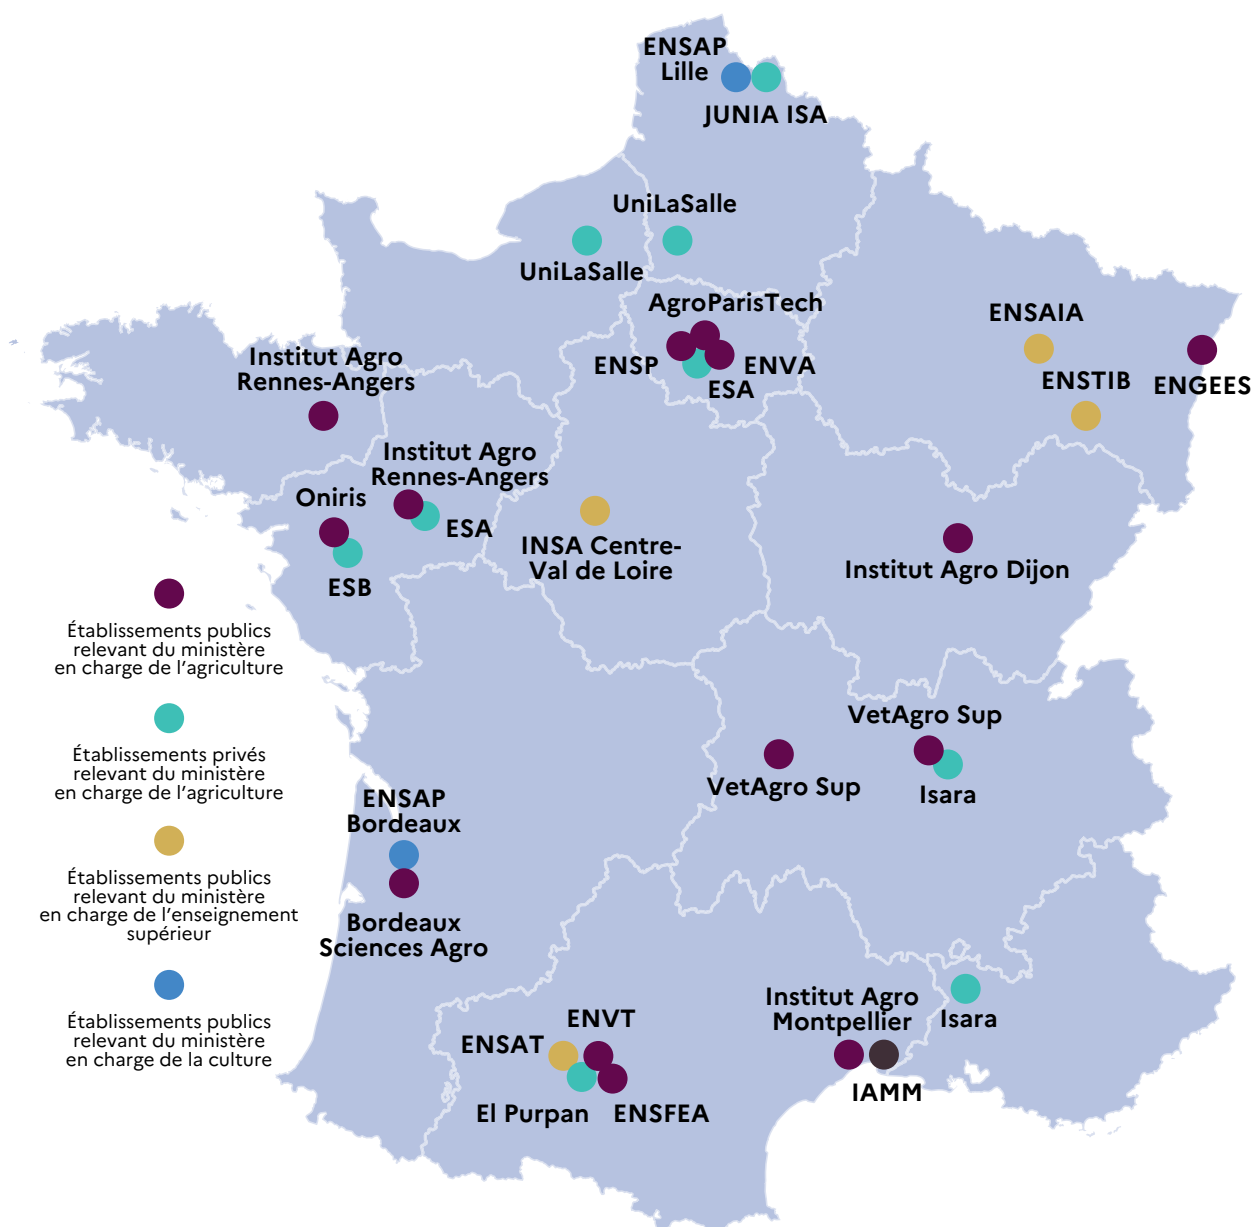 ENSAP
Lille
JUNIA ISA
UniLaSalle
UniLaSalle
AgroParisTech
ENSP
ENVA
ESA
ENSAIA
ENSTIB
ENGEES
Institut Agro
Rennes-Angers
Institut Agro
Rennes-Angers
Oniris
ESA
ESB
INSA Centre-
Val de Loire
Institut Agro Dijon
Établissements publics
relevant du ministère
en charge de l'agriculture
Établissements privés
relevant du ministère
en charge de l'agriculture
Établissements publics
relevant du ministère
en charge de l'enseignement
supérieur
Établissements publics
relevant du ministère
en charge de la culture
VetAgro Sup
VetAgro Sup
Isara
ENSAP
Bordeaux
Bordeaux
Sciences Agro
Institut Agro
Montpellier
Isara
IAMM
ENVT
ENSAT
El Purpan
ENSFEA